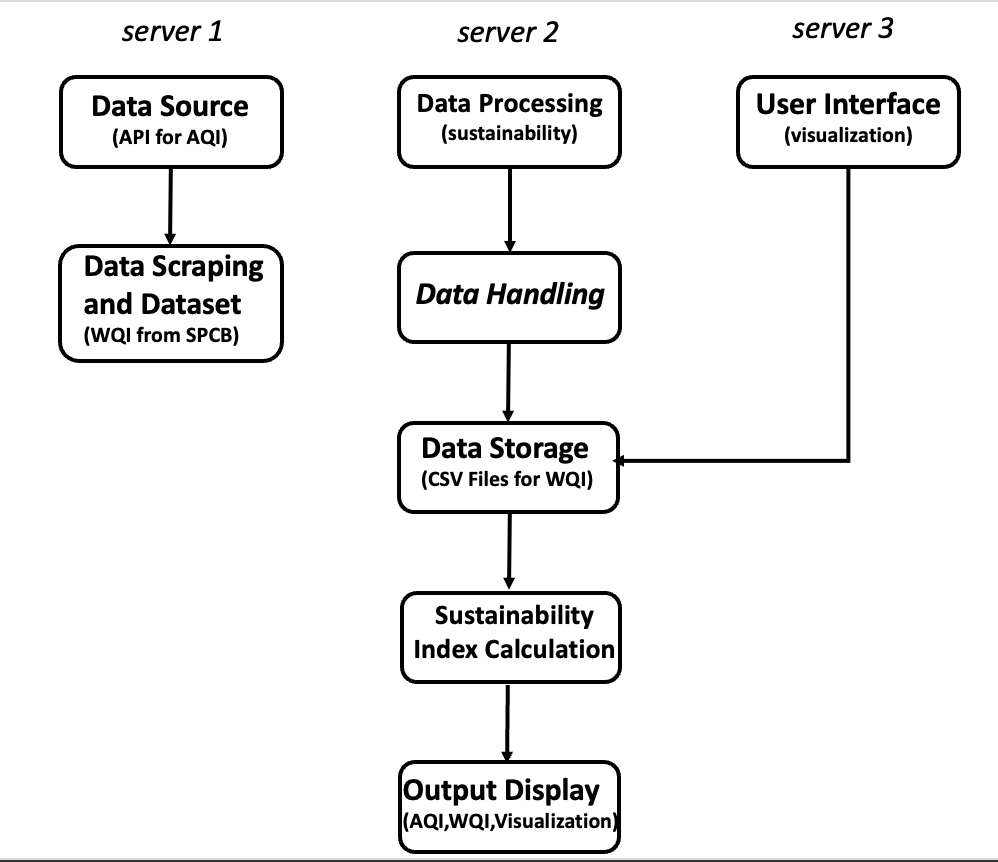 server 1
server 2
server 3
Data Source
(API for AQI)
Data Processing
(sustainability)
User Interface
(visualization)
Data Scraping
and Dataset
(WQI from SPCB)
Data Handling
Data Storage
(CSV Files for WQI)
Sustainability
Index Calculation
Output Display
(AQI,WQI,Visualization)